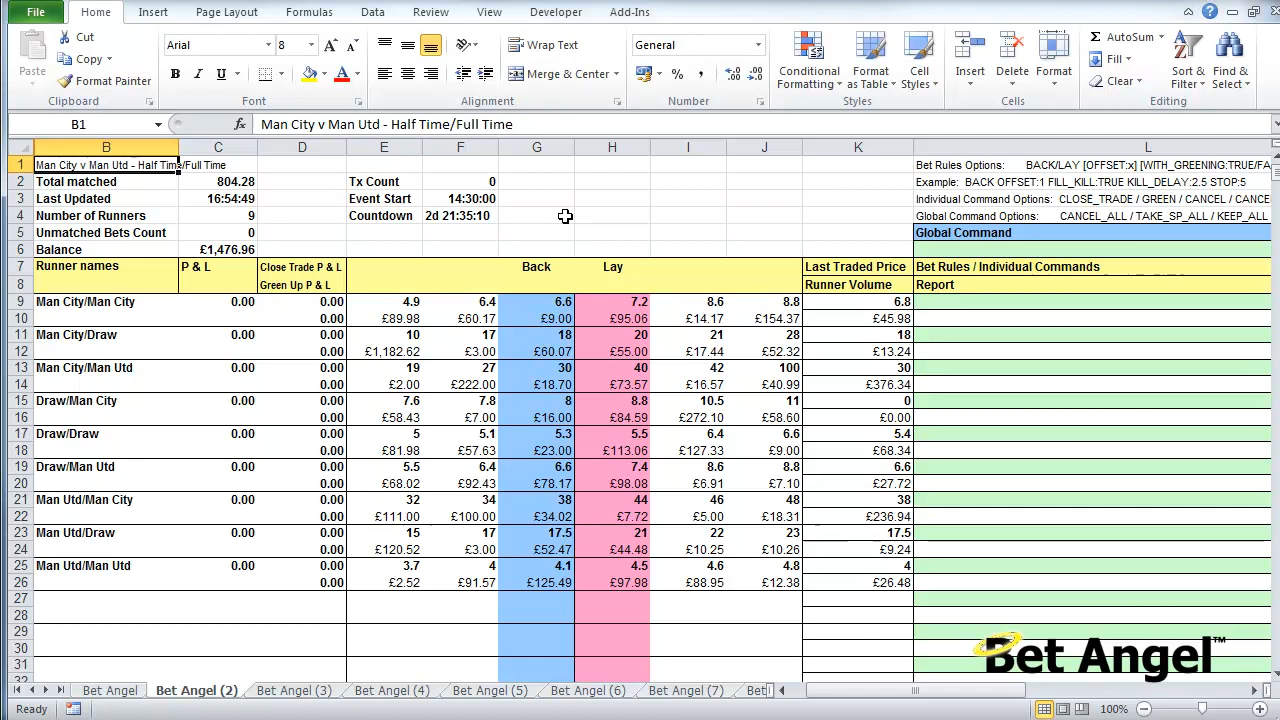 File Home Insert Page Layout Formulas Data Review View Developer Add-Ins
Paste Cut Copy Format Painter Clipboard
Arial 8 A A B I U A Font
Wrap Text Merge & Center Alignment
General % , Number
Conditional Formatting Format as Table Cell Styles Styles
Insert Delete Format Cells
Σ AutoSum Fill Clear Sort & Filter Find & Select Editing
B1 fx Man City v Man Utd - Half Time/Full Time
B C D E F G H I J K L
1 Man City v Man Utd - Half Time/Full Time Bet Rules Options: BACK/LAY [OFFSET:x] [WITH_GREENING:TRUE/FA
2 Total matched 804.28 Tx Count 0 Example: BACK OFFSET:1 FILL_KILL:TRUE KILL_DELAY:2.5 STOP:5
3 Last Updated 16:54:49 Event Start 14:30:00 Individual Command Options: CLOSE_TRADE / GREEN / CANCEL / CANCE
4 Number of Runners 9 Countdown 2d 21:35:10 Global Command Options: CANCEL_ALL / TAKE_SP_ALL / KEEP_ALL
5 Unmatched Bets Count 0 Global Command
6 Balance £1,476.96
7 Runner names P & L Close Trade P & L Back Lay Last Traded Price Bet Rules / Individual Commands
8 Green Up P & L Runner Volume Report
9 Man City/Man City 0.00 0.00 4.9 6.4 6.6 7.2 8.6 8.8 6.8
10 0.00 £89.98 £60.17 £9.00 £95.06 £14.17 £154.37 £45.98
11 Man City/Draw 0.00 0.00 10 17 18 20 21 28 18
12 0.00 £1,182.62 £3.00 £60.07 £55.00 £17.44 £52.32 £13.24
13 Man City/Man Utd 0.00 0.00 19 27 30 40 42 100 30
14 0.00 £2.00 £222.00 £18.70 £73.57 £16.57 £40.99 £376.34
15 Draw/Man City 0.00 0.00 7.6 7.8 8 8.8 10.5 11 0
16 0.00 £58.43 £7.00 £16.00 £84.59 £272.10 £58.60 £0.00
17 Draw/Draw 0.00 0.00 5 5.1 5.3 5.5 6.4 6.6 5.4
18 0.00 £81.98 £57.63 £23.00 £113.06 £127.33 £9.00 £68.34
19 Draw/Man Utd 0.00 0.00 5.5 6.4 6.6 7.4 8.6 8.8 6.6
20 0.00 £68.02 £92.43 £78.17 £98.08 £6.91 £7.10 £27.72
21 Man Utd/Man City 0.00 0.00 32 34 38 44 46 48 38
22 0.00 £111.00 £100.00 £34.02 £7.72 £5.00 £18.31 £236.94
23 Man Utd/Draw 0.00 0.00 15 17 17.5 21 22 23 17.5
24 0.00 £120.52 £3.00 £52.47 £44.48 £10.25 £10.26 £9.24
25 Man Utd/Man Utd 0.00 0.00 3.7 4 4.1 4.5 4.6 4.8 4
26 0.00 £2.52 £91.57 £125.49 £97.98 £88.95 £12.38 £26.48
27
28
29
30
31
Bet Angel™
Bet Angel Bet Angel (2) Bet Angel (3) Bet Angel (4) Bet Angel (5) Bet Angel (6) Bet Angel (7) Bet
Ready 100%